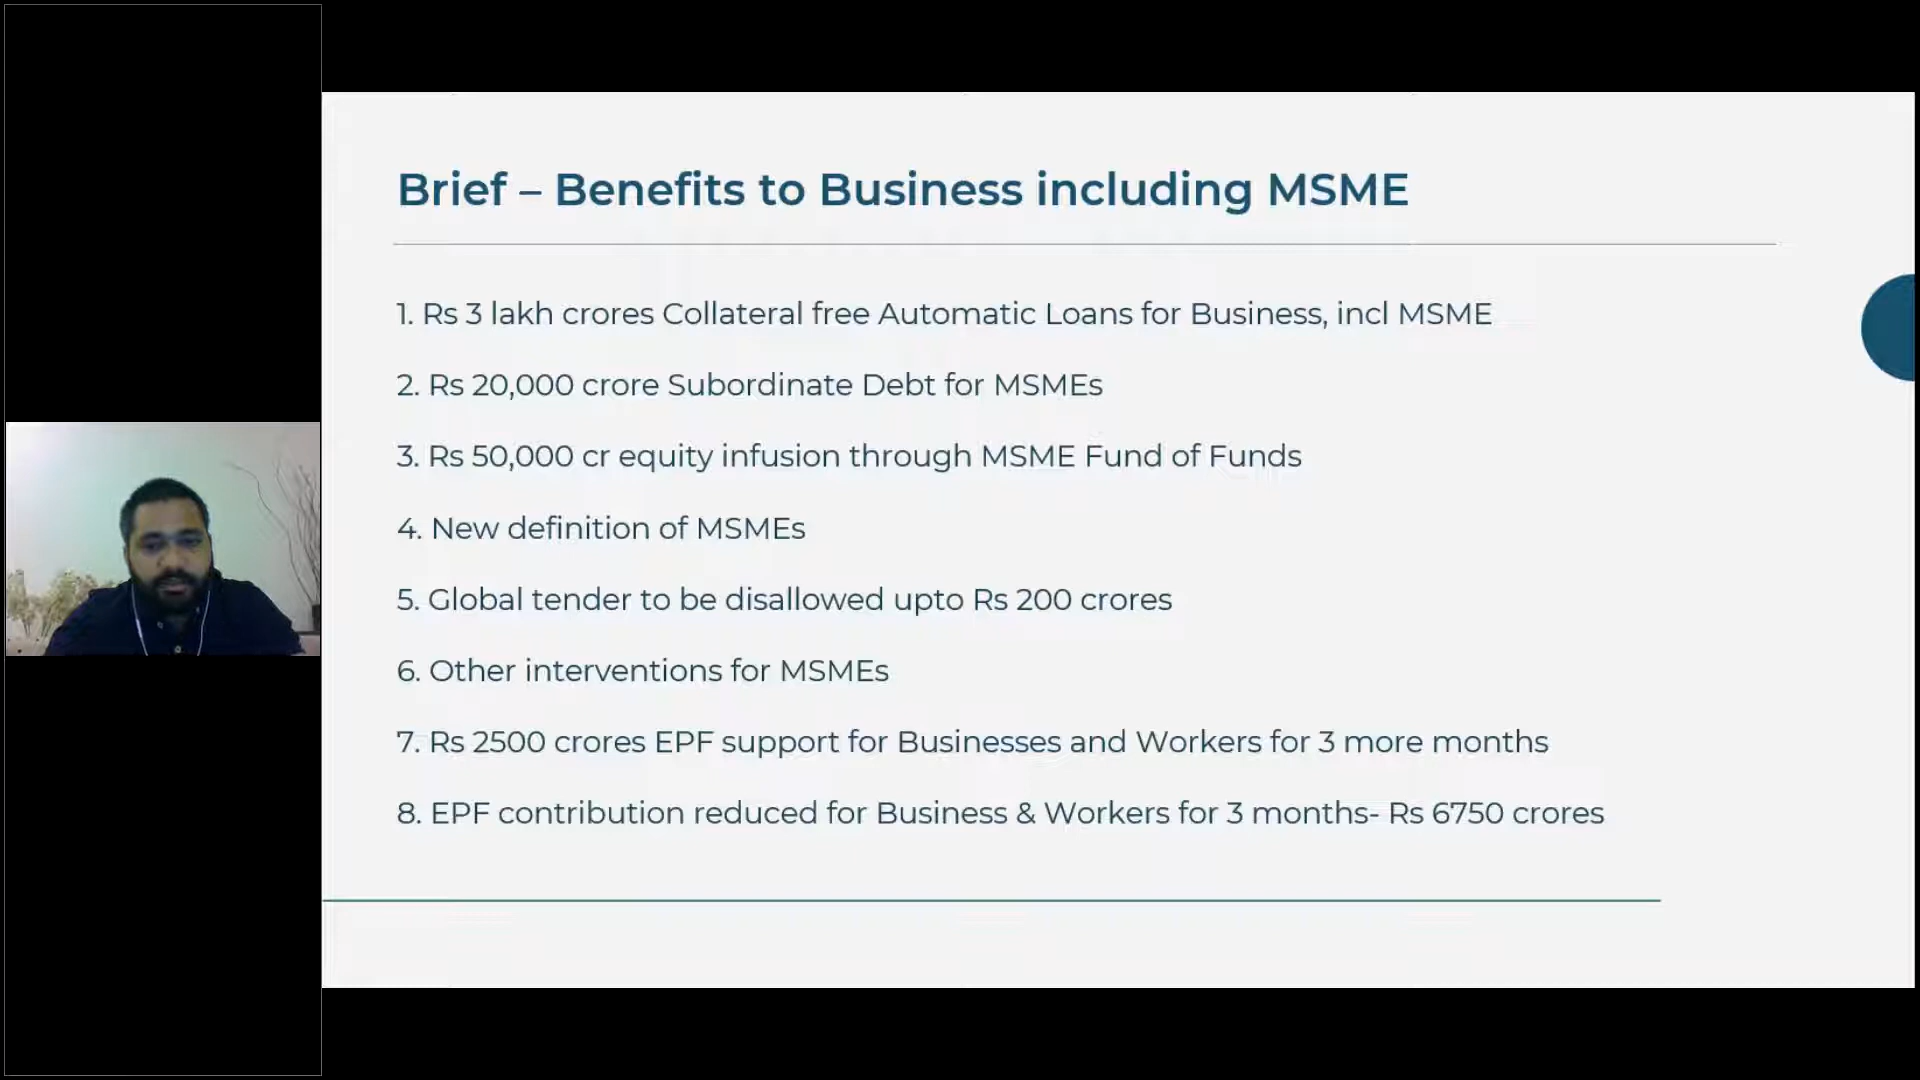 Brief – Benefits to Business including MSME
1. Rs 3 lakh crores Collateral free Automatic Loans for Business, incl MSME
2. Rs 20,000 crore Subordinate Debt for MSMEs
3. Rs 50,000 cr equity infusion through MSME Fund of Funds
4. New definition of MSMEs
5. Global tender to be disallowed upto Rs 200 crores
6. Other interventions for MSMEs
7. Rs 2500 crores EPF support for Businesses and Workers for 3 more months
8. EPF contribution reduced for Business & Workers for 3 months- Rs 6750 crores